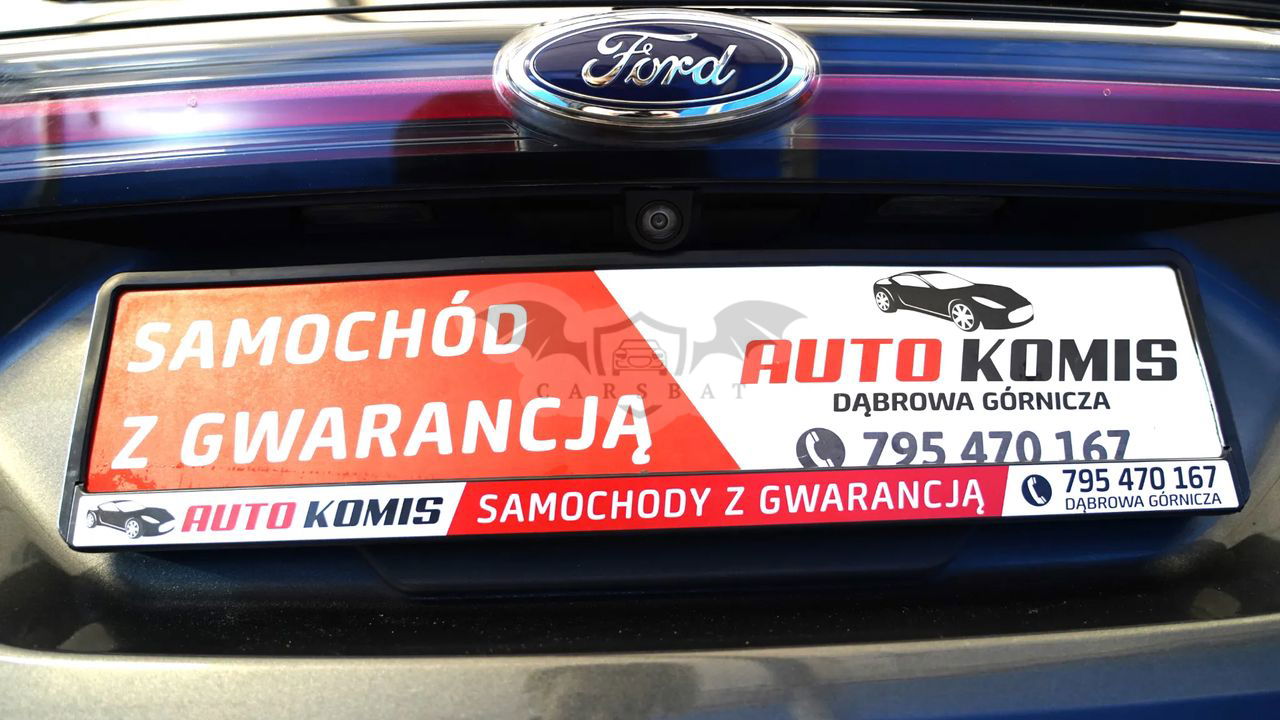 Ford
SAMOCHÓD
Z GWARANCJĄ
AUTO KOMIS
DĄBROWA GÓRNICZA
795 470 167
CARSBAT
AUTO KOMIS
SAMOCHODY Z GWARANCJĄ
795 470 167
DĄBROWA GÓRNICZA